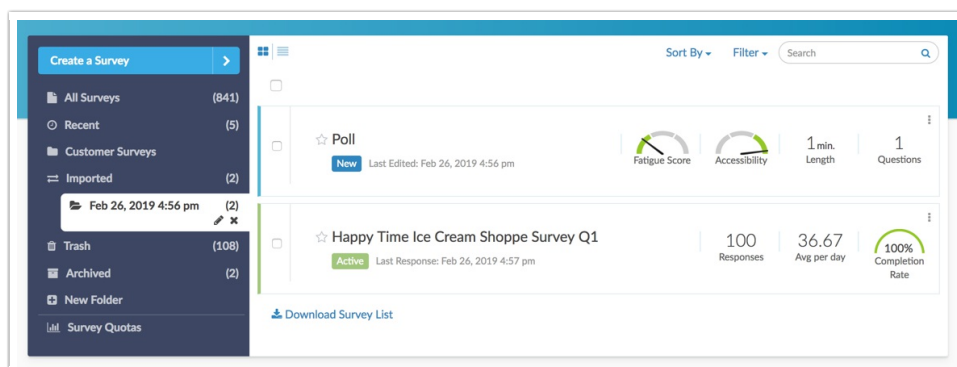 Create a Survey
All Surveys (841)
Recent (5)
Customer Surveys
Imported (2)
Feb 26, 2019 4:56 pm (2)
Trash (108)
Archived (2)
New Folder
Survey Quotas
Sort By Filter Search
Poll
New Last Edited: Feb 26, 2019 4:56 pm
Fatigue Score
Accessibility
1 min.
Length
1
Questions
Happy Time Ice Cream Shoppe Survey Q1
Active Last Response: Feb 26, 2019 4:57 pm
100
Responses
36.67
Avg per day
100%
Completion
Rate
Download Survey List